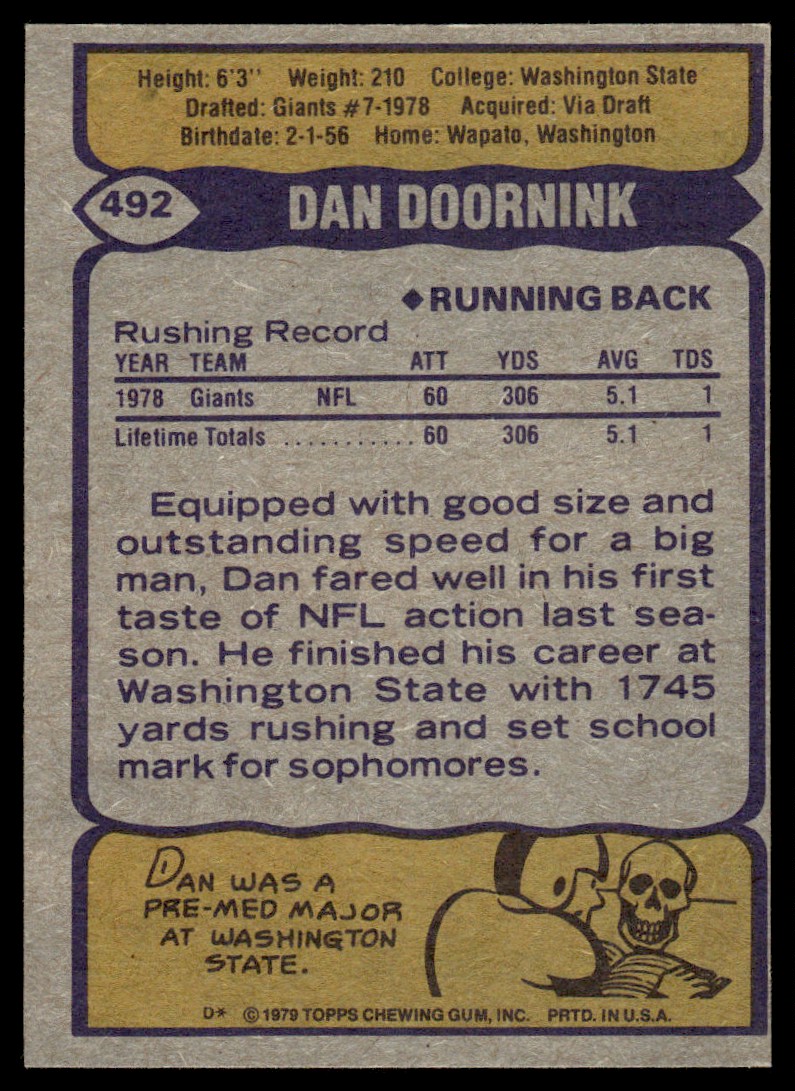 Height: 6'3'' Weight: 210 College: Washington State
Drafted: Giants #7-1978 Acquired: Via Draft
Birthdate: 2-1-56 Home: Wapato, Washington
492 DAN DOORNINK
◆RUNNING BACK
Rushing Record
YEAR TEAM ATT YDS AVG TDS
1978 Giants NFL 60 306 5.1 1
Lifetime Totals ........... 60 306 5.1 1
Equipped with good size and
outstanding speed for a big
man, Dan fared well in his first
taste of NFL action last sea-
son. He finished his career at
Washington State with 1745
yards rushing and set school
mark for sophomores.
DAN WAS A
PRE-MED MAJOR
AT WASHINGTON
STATE.
D* ©1979 TOPPS CHEWING GUM, INC. PRTD. IN U.S.A.